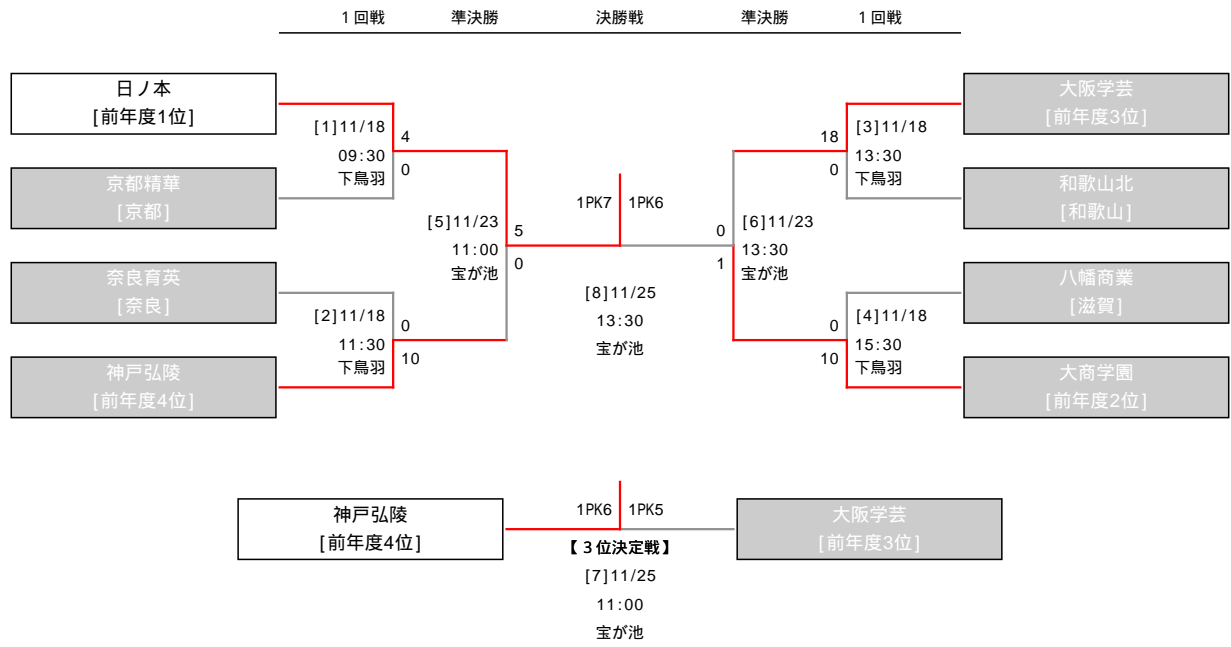 1回戦
準決勝
決勝戦
準決勝
1回戦
日ノ本
[前年度1位]
京都精華
[京都]
奈良育英
[奈良]
神戸弘陵
[前年度4位]
[1]11/18
09:30
下鳥羽
4
0
[2]11/18
11:30
下鳥羽
0
10
[5]11/23
11:00
宝が池
5
0
1PK7
1PK6
[8]11/25
13:30
宝が池
0
1
[6]11/23
13:30
宝が池
18
0
[3]11/18
13:30
下鳥羽
0
10
[4]11/18
15:30
下鳥羽
大阪学芸
[前年度3位]
和歌山北
[和歌山]
八幡商業
[滋賀]
大商学園
[前年度2位]
神戸弘陵
[前年度4位]
1PK6
1PK5
【3位決定戦】
[7]11/25
11:00
宝が池
大阪学芸
[前年度3位]